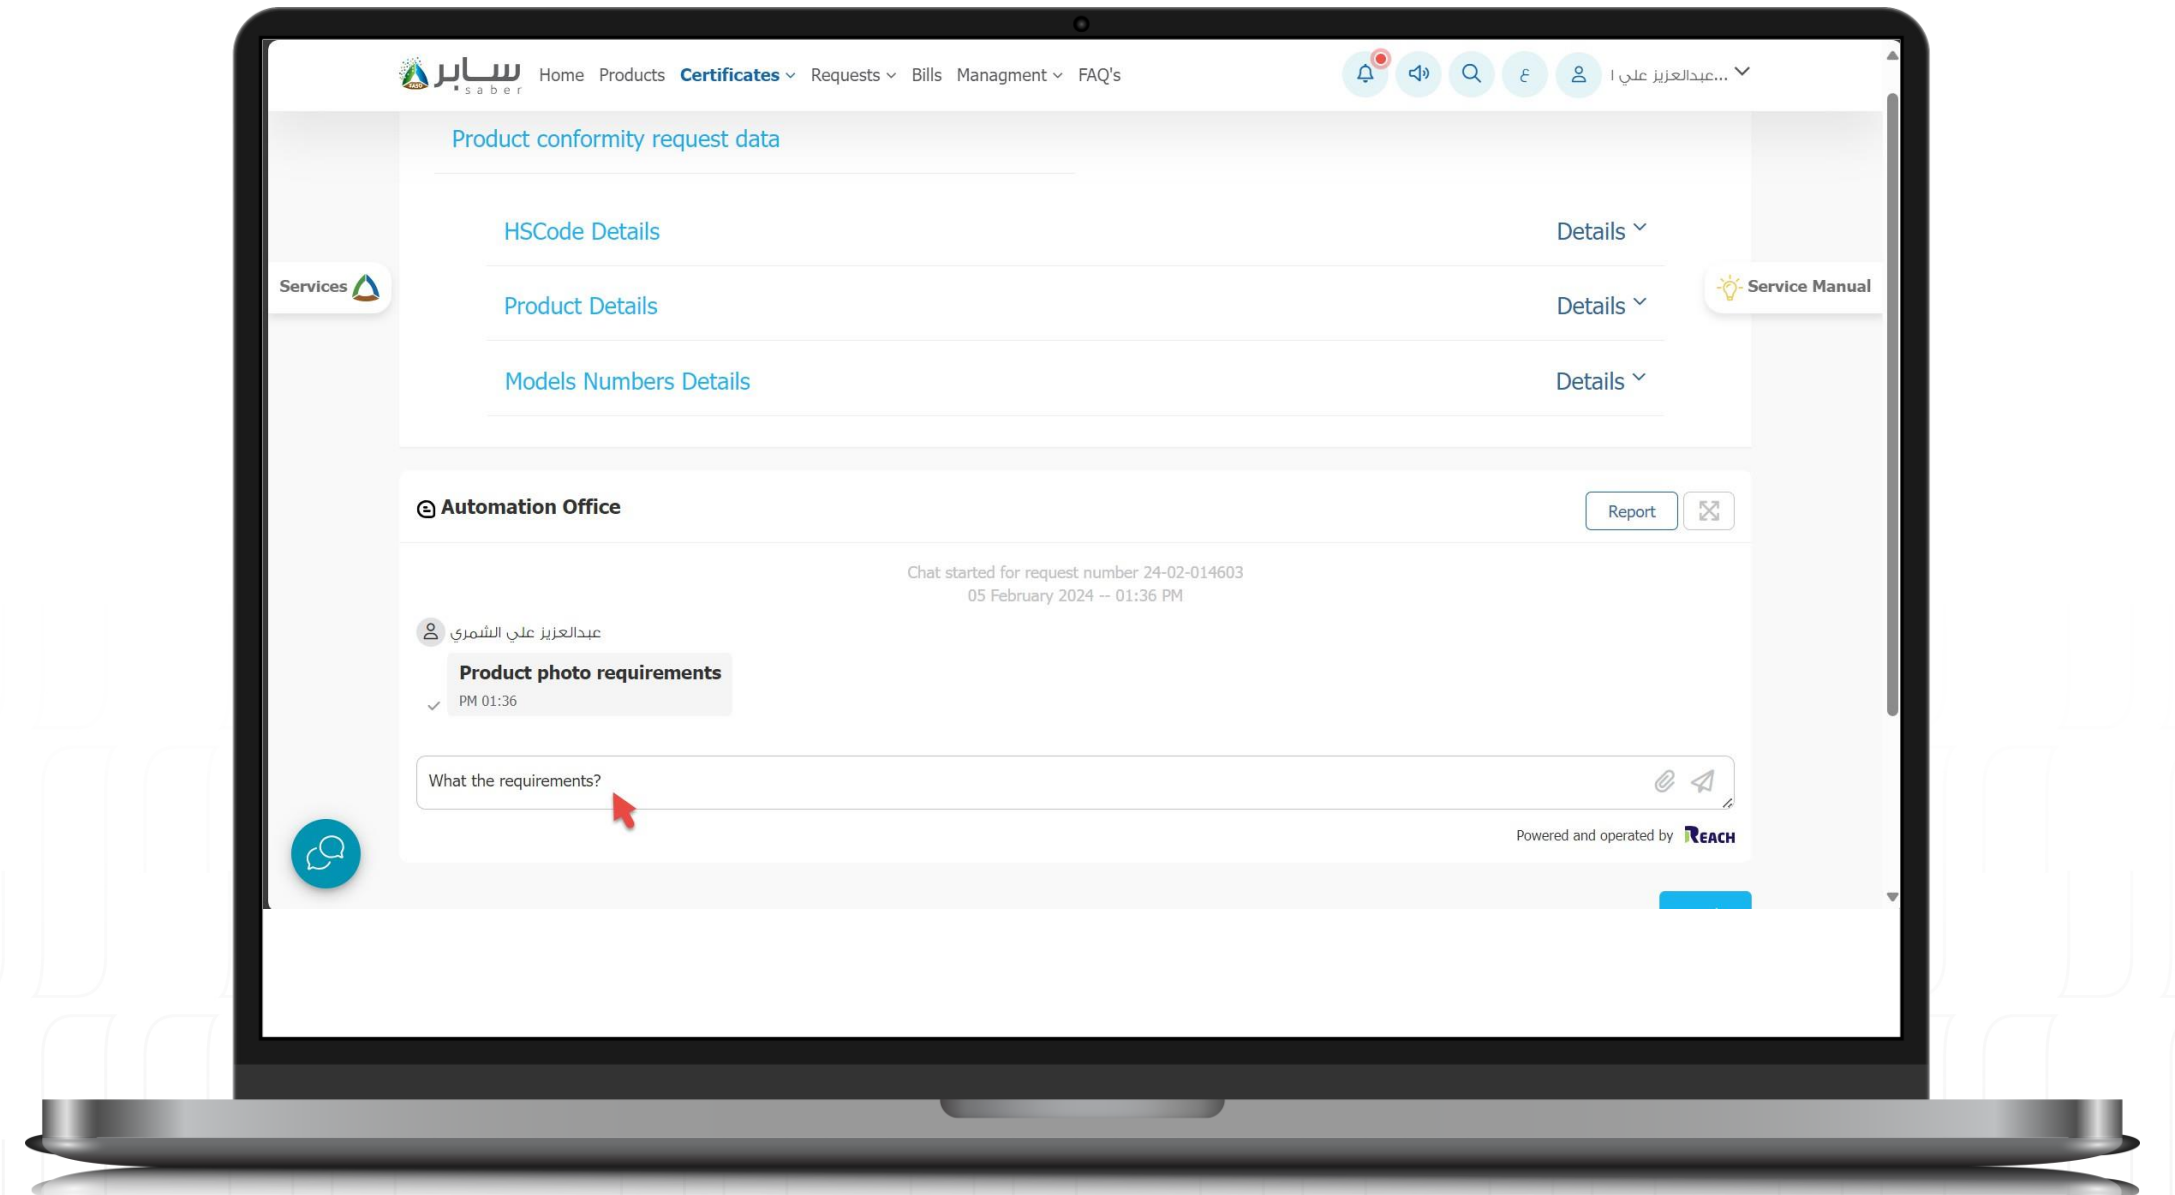 سابر
saber
SASO
Home Products Certificates Requests Bills Managment FAQ's
ع
عبدالعزيز علي ا...
Product conformity request data
HSCode Details
Details
Services
Service Manual
Product Details
Details
Models Numbers Details
Details
Automation Office
Report
Chat started for request number 24-02-014603
05 February 2024 -- 01:36 PM
عبدالعزيز علي الشمري
Product photo requirements
PM 01:36
What the requirements?
Powered and operated by REACH